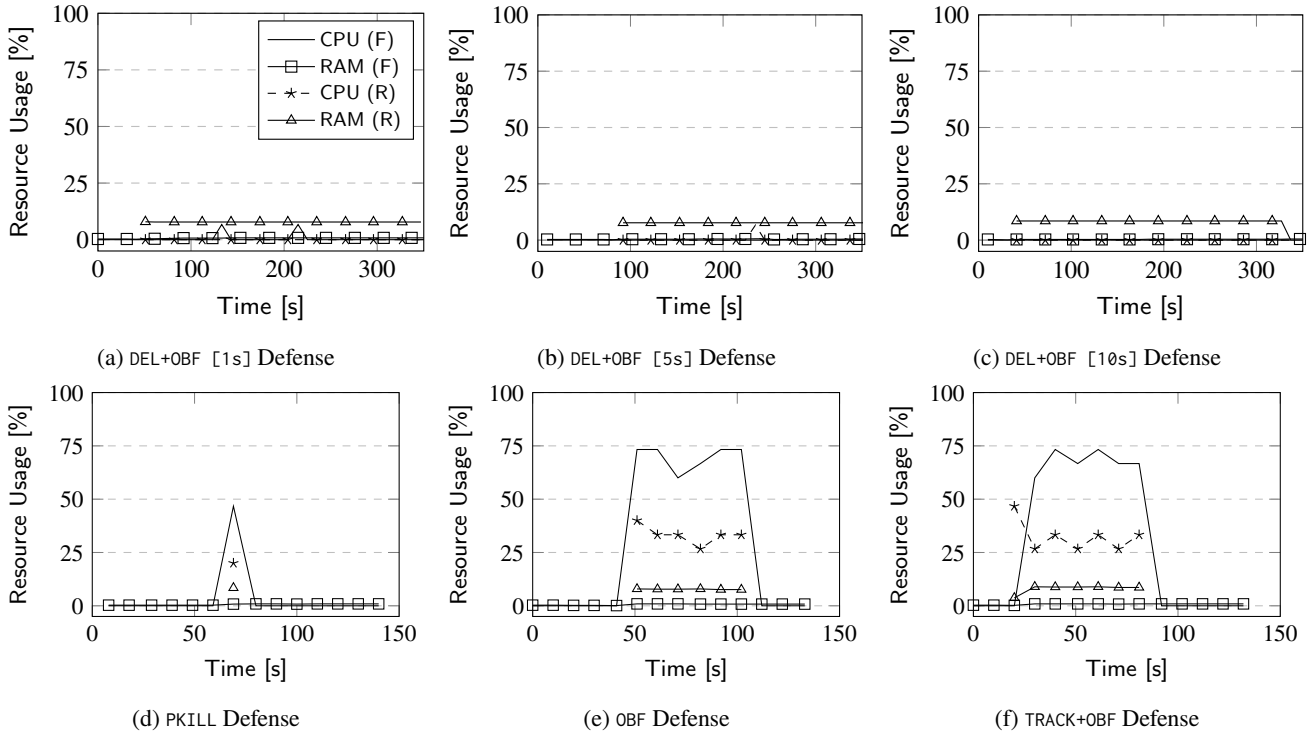 100
75
50
25
0
Resource Usage [%]
0 100 200 300
Time [s]
CPU (F)
RAM (F)
CPU (R)
RAM (R)
(a) DEL+OBF [1s] Defense
100
75
50
25
0
Resource Usage [%]
0 100 200 300
Time [s]
(b) DEL+OBF [5s] Defense
100
75
50
25
0
Resource Usage [%]
0 100 200 300
Time [s]
(c) DEL+OBF [10s] Defense
100
75
50
25
0
Resource Usage [%]
0 50 100 150
Time [s]
(d) PKILL Defense
100
75
50
25
0
Resource Usage [%]
0 50 100 150
Time [s]
(e) OBF Defense
100
75
50
25
0
Resource Usage [%]
0 50 100 150
Time [s]
(f) TRACK+OBF Defense